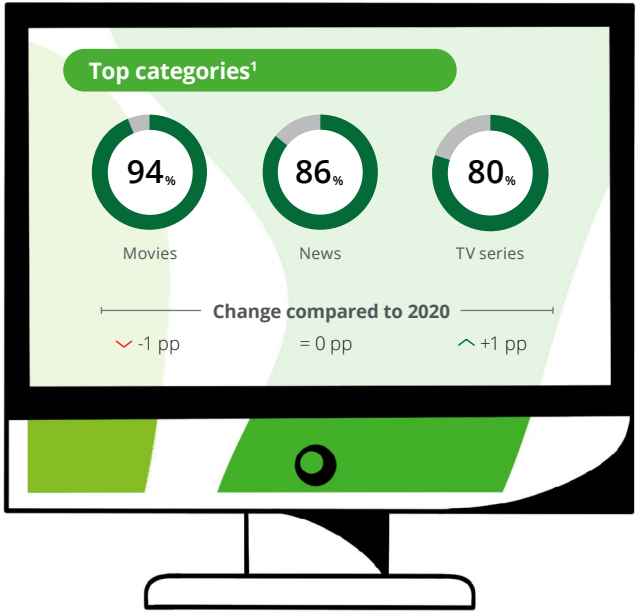 Top categories¹
94% 86% 80%
Movies News TV series
Change compared to 2020
-1 pp = 0 pp +1 pp